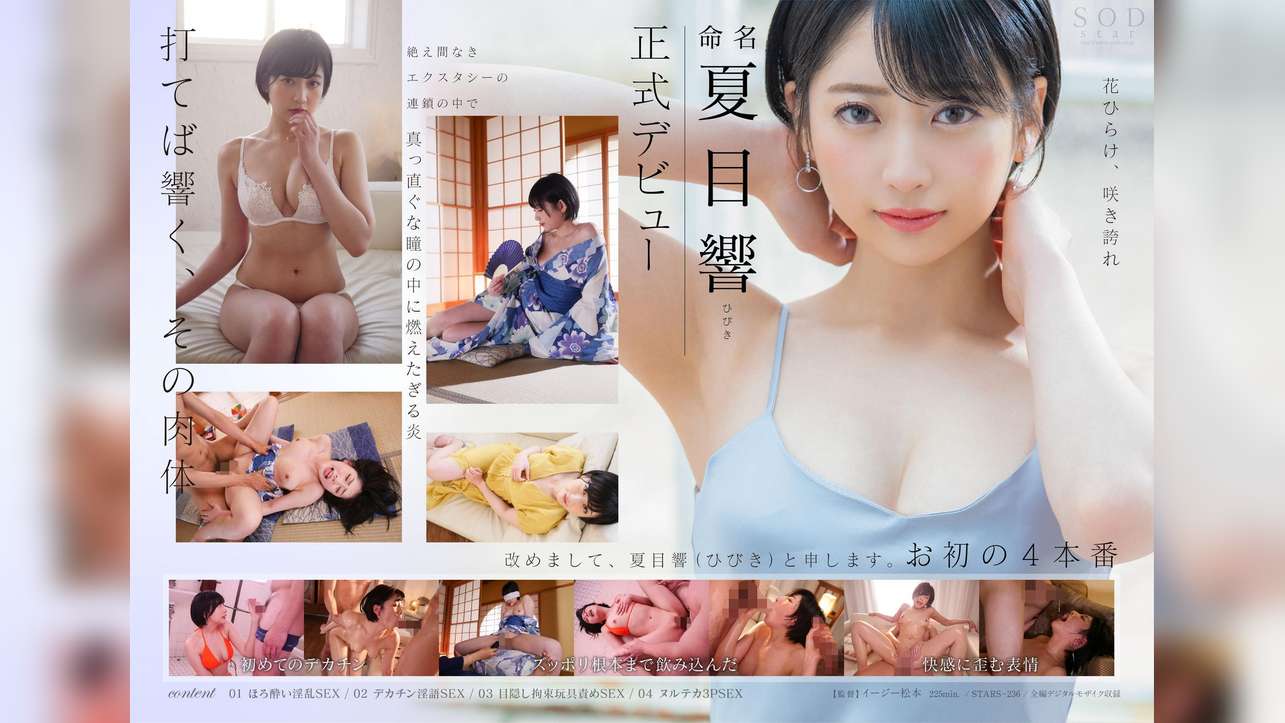 SOD
star
花ひらけ、咲き誇れ
命名
夏目響
ひびき
正式デビュー
絶え間なき
エクスタシーの
連鎖の中で
真っ直ぐな瞳の中に燃えたぎる炎
打てば響く、その肉体
改めまして、夏目響(ひびき)と申します。お初の4本番
初めてのデカチン
ズッポリ根本まで飲み込んだ
快感に歪む表情
content 01 ほろ酔い淫乱SEX / 02 デカチン淫語SEX / 03 目隠し拘束玩具責めSEX / 04 ヌルテカ3PSEX
【監督】イージー松本 225min. / STARS-236 / 全編デジタルモザイク収録